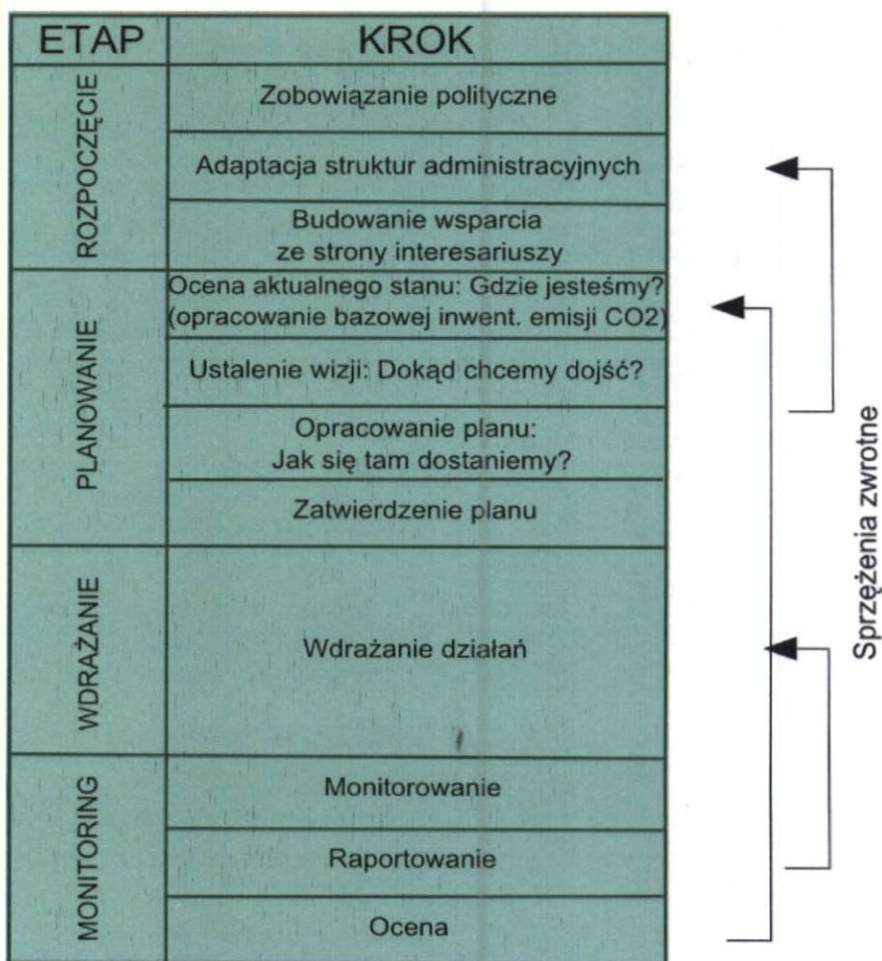 ETAP
KROK
ROZPOCZĘCIE
Zobowiązanie polityczne
Adaptacja struktur administracyjnych
Budowanie wsparcia
ze strony interesariuszy
PLANOWANIE
Ocena aktualnego stanu: Gdzie jesteśmy?
(opracowanie bazowej inwent. emisji CO2)
Ustalenie wizji: Dokąd chcemy dojść?
Opracowanie planu:
Jak się tam dostaniemy?
Zatwierdzenie planu
WDRAŻANIE
Wdrażanie działań
MONITORING
Monitorowanie
Raportowanie
Ocena
Sprzężenia zwrotne